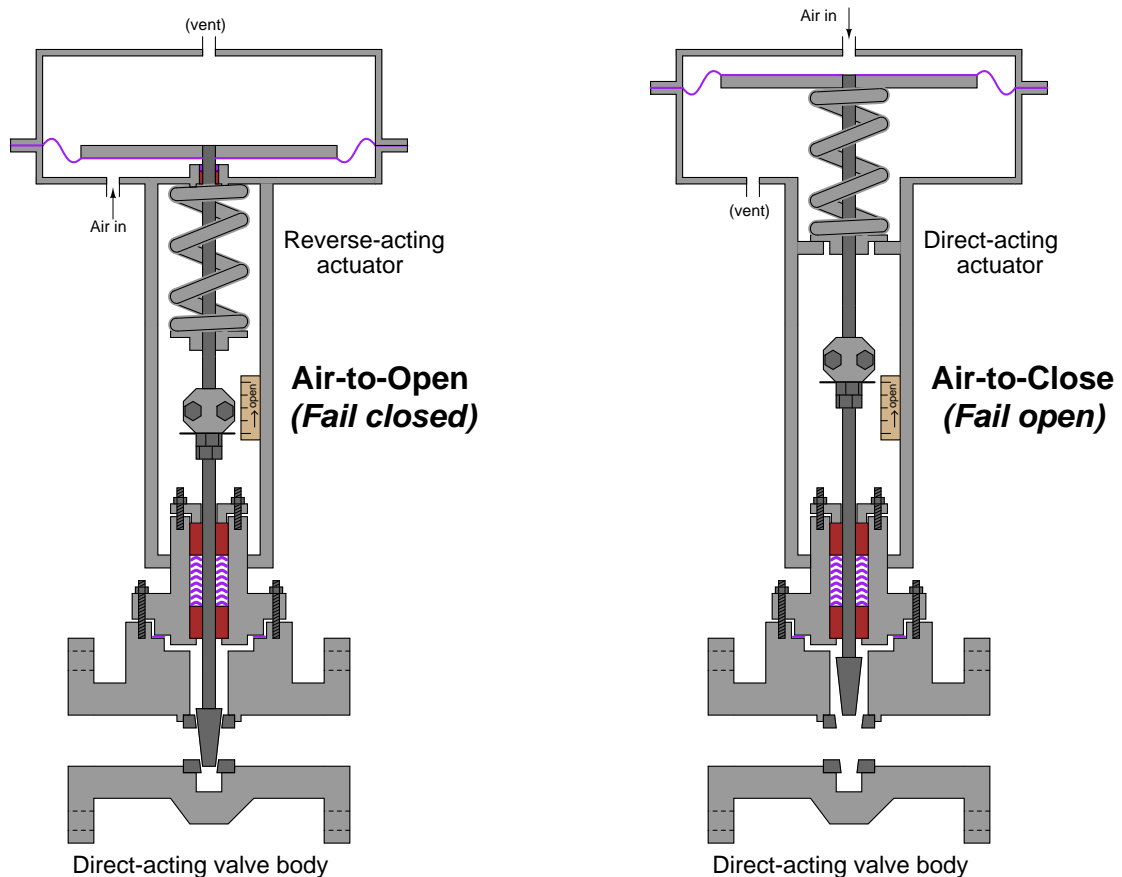 (vent)
Air in
Reverse-acting
actuator
Air-to-Open
(Fail closed)
open
Direct-acting valve body
Air in
(vent)
Direct-acting
actuator
Air-to-Close
(Fail open)
open
Direct-acting valve body